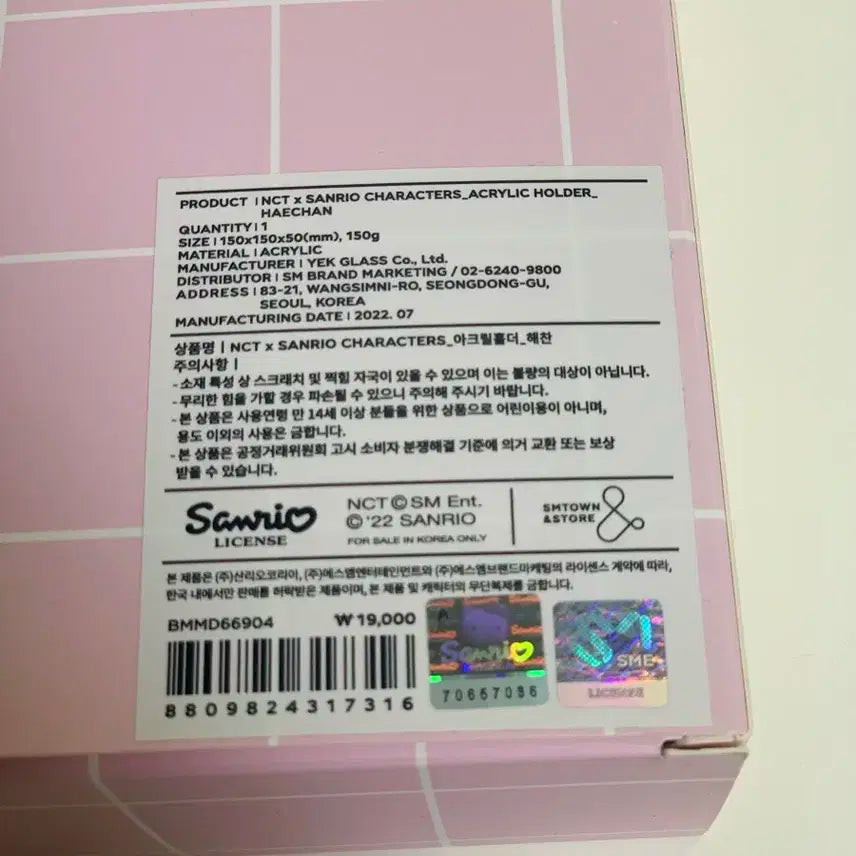 PRODUCT | NCT x SANRIO CHARACTERS_ACRYLIC HOLDER_
HAECHAN
QUANTITY | 1
SIZE | 150x150x50(mm), 150g
MATERIAL | ACRYLIC
MANUFACTURER | YEK GLASS Co., Ltd.
DISTRIBUTOR | SM BRAND MARKETING / 02-6240-9800
ADDRESS | 83-21, WANGSIMNI-RO, SEONGDONG-GU,
SEOUL, KOREA
MANUFACTURING DATE | 2022. 07
상품명 | NCT x SANRIO CHARACTERS_아크릴홀더_해찬
주의사항 |
- 소재 특성 상 스크래치 및 찍힘 자국이 있을 수 있으며 이는 불량의 대상이 아닙니다.
- 무리한 힘을 가할 경우 파손될 수 있으니 주의해 주시기 바랍니다.
- 본 상품은 사용연령 만 14세 이상 분들을 위한 상품으로 어린이용이 아니며,
용도 이외의 사용은 금합니다.
- 본 상품은 공정거래위원회 고시 소비자 분쟁해결 기준에 의거 교환 또는 보상
받을 수 있습니다.
Sanrio
LICENSE
NCT © SM Ent.
© '22 SANRIO
FOR SALE IN KOREA ONLY
SMTOWN
&STORE
본 제품은 (주)산리오코리아, (주)에스엠엔터테인먼트와 (주)에스엠브랜드마케팅의 라이센스 계약에 따라,
한국 내에서만 판매를 허락받은 제품이며, 본 제품 및 캐릭터의 무단복제를 금합니다.
BMMD66904
₩ 19,000
8809824317316
Sanrio
70667036
SM
SME
LICENSE